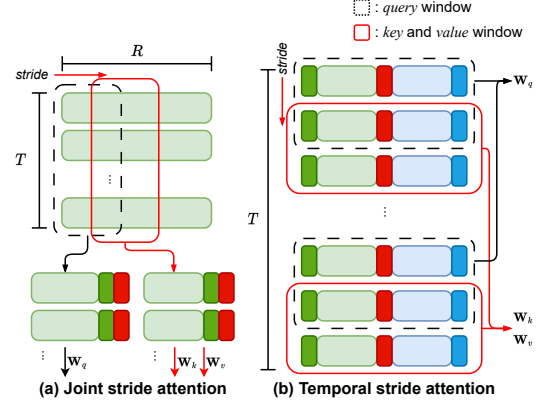 : query window
: key and value window
R
stride
T
⋮
W_q
⋮
W_k
W_v
⋮
(a) Joint stride attention
stride
T
W_q
⋮
W_k
W_v
(b) Temporal stride attention